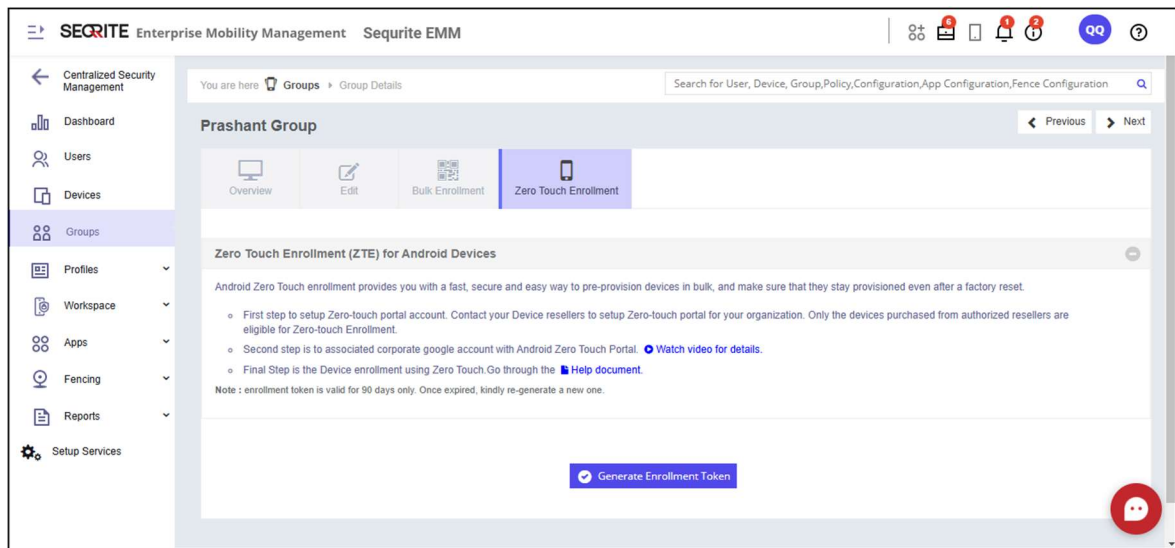 SEQRITE Enterprise Mobility Management Sequrite EMM
6
1
2
QQ
Centralized Security
Management
You are here Groups Group Details
Search for User, Device, Group,Policy,Configuration,App Configuration,Fence Configuration
Dashboard
Prashant Group
Previous
Next
Users
Devices
Overview
Edit
Bulk Enrollment
Zero Touch Enrollment
Groups
Zero Touch Enrollment (ZTE) for Android Devices
Profiles
Android Zero Touch enrollment provides you with a fast, secure and easy way to pre-provision devices in bulk, and make sure that they stay provisioned even after a factory reset.
Workspace
First step to setup Zero-touch portal account. Contact your Device resellers to setup Zero-touch portal for your organization. Only the devices purchased from authorized resellers are
eligible for Zero-touch Enrollment.
Apps
Second step is to associated corporate google account with Android Zero Touch Portal. Watch video for details.
Final Step is the Device enrollment using Zero Touch.Go through the Help document.
Fencing
Note : enrollment token is valid for 90 days only. Once expired, kindly re-generate a new one.
Reports
Setup Services
Generate Enrollment Token